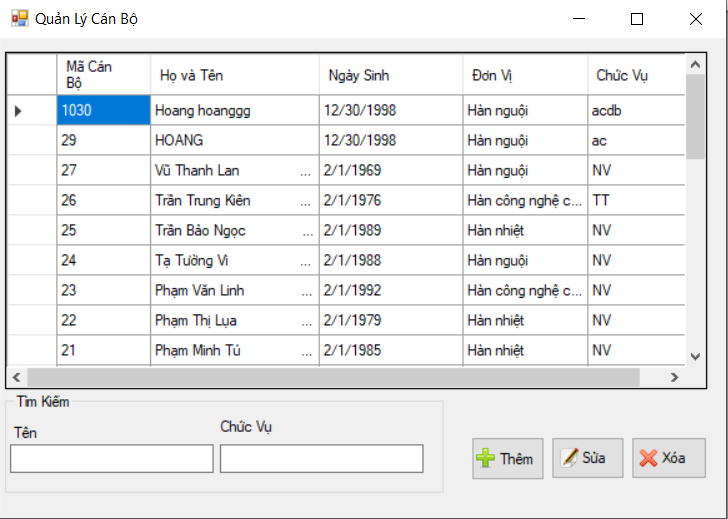 Quản Lý Cán Bộ
Mã Cán Bộ Họ và Tên Ngày Sinh Đơn Vị Chức Vụ
1030 Hoang hoanggg 12/30/1998 Hàn nguội acdb
29 HOANG 12/30/1998 Hàn nguội ac
27 Vũ Thanh Lan ... 2/1/1969 Hàn nguội NV
26 Trần Trung Kiên ... 2/1/1976 Hàn công nghệ c... TT
25 Trần Bảo Ngọc ... 2/1/1989 Hàn nhiệt NV
24 Tạ Tường Vi ... 2/1/1988 Hàn nguội NV
23 Phạm Văn Linh ... 2/1/1992 Hàn công nghệ c... NV
22 Phạm Thị Lụa ... 2/1/1979 Hàn nhiệt NV
21 Phạm Minh Tú ... 2/1/1985 Hàn nhiệt NV
Tìm Kiếm
Tên Chức Vụ
Thêm Sửa Xóa